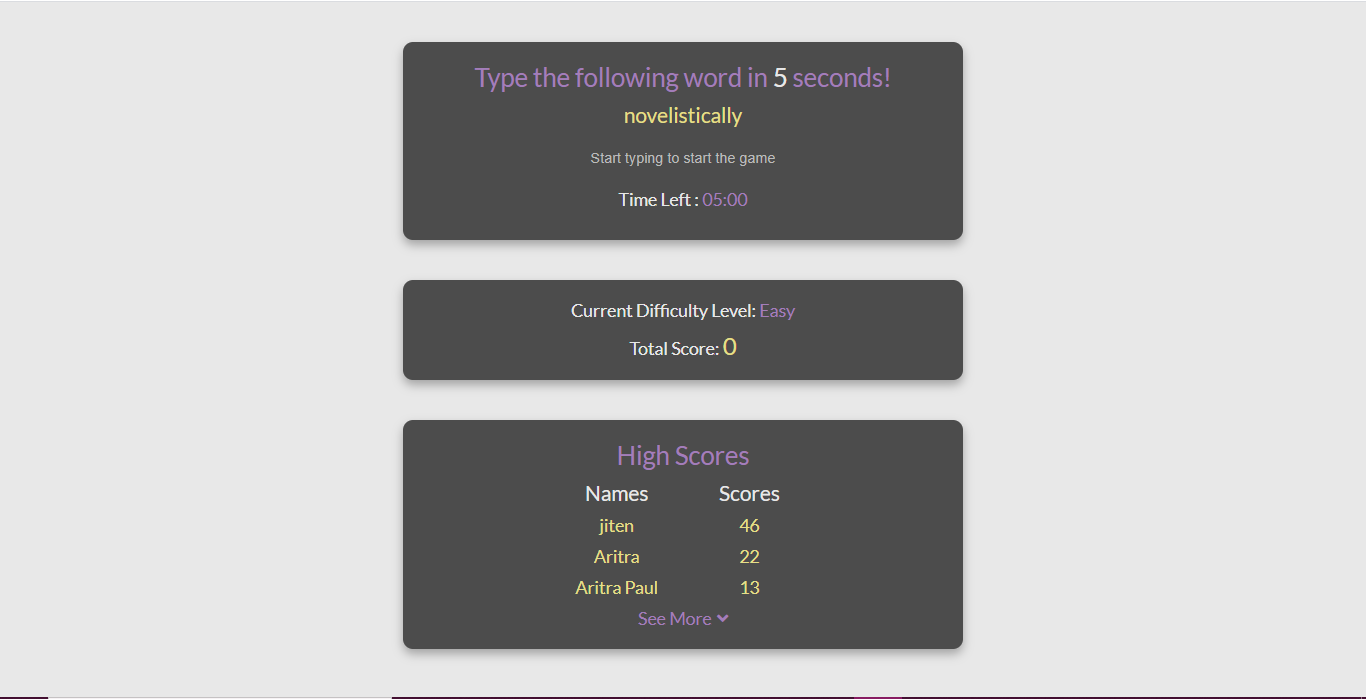 Type the following word in 5 seconds!
novelistically
Start typing to start the game
Time Left : 05:00
Current Difficulty Level: Easy
Total Score: 0
High Scores
Names Scores
jiten 46
Aritra 22
Aritra Paul 13
See More